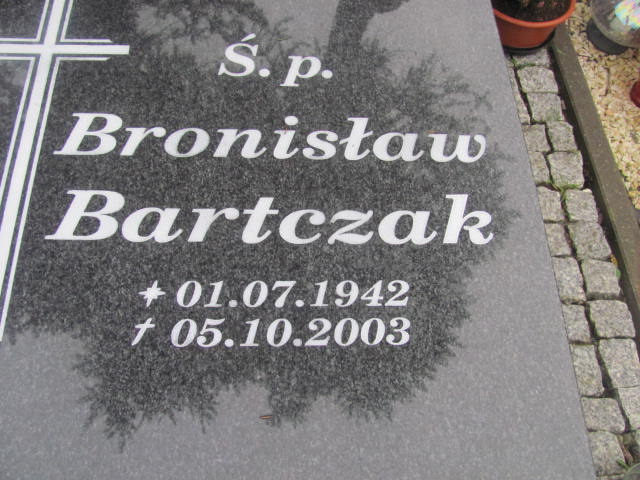 Ś. p.
Bronisław
Bartczak
* 01.07.1942
† 05.10.2003